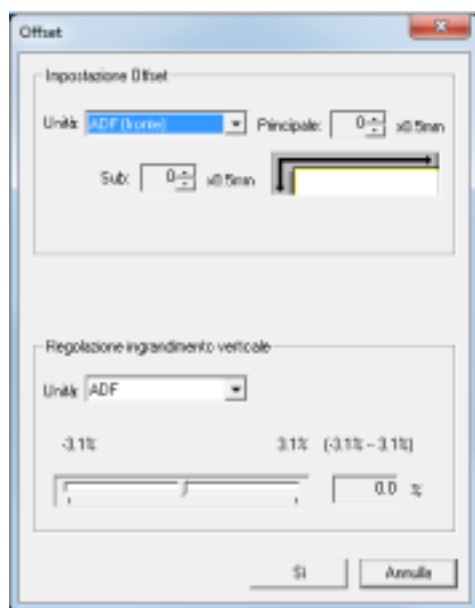 Offset
Impostazione Offset
Unità: ADF (fronte) Principale: 0 x0.5mm
Sub: 0 x0.5mm
Regolazione ingrandimento verticale
Unità: ADF
-3.1% 3.1% (-3.1% -- 3.1%)
0.0 %
Sì Annulla